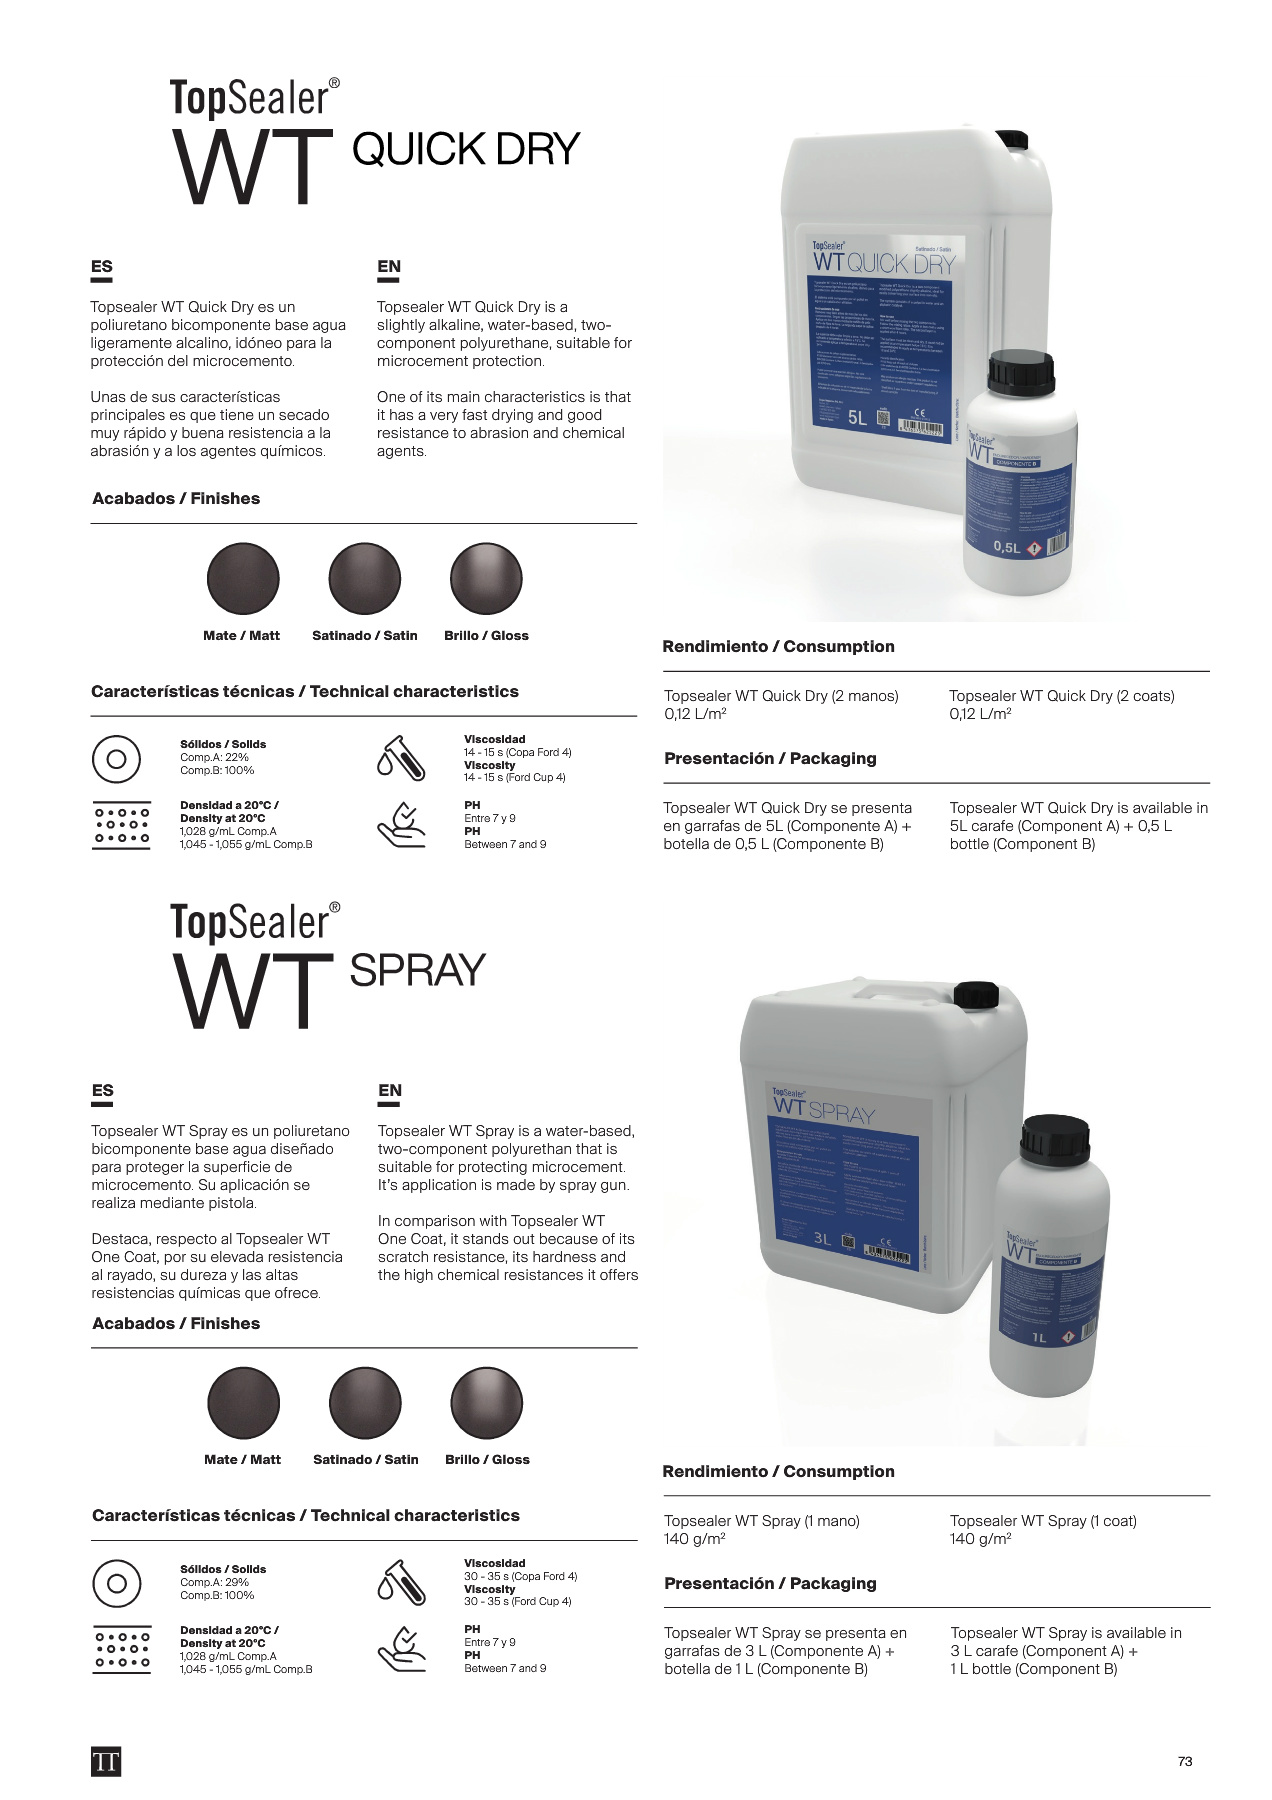 TopSealer®
WT QUICK DRY
ES
Topsealer WT Quick Dry es un
poliuretano bicomponente base agua
ligeramente alcalino, idóneo para la
protección del microcemento.
Unas de sus características
principales es que tiene un secado
muy rápido y buena resistencia a la
abrasión y a los agentes químicos.
EN
Topsealer WT Quick Dry is a
slightly alkaline, water-based, two-
component polyurethane, suitable for
microcement protection.
One of its main characteristics is that
it has a very fast drying and good
resistance to abrasion and chemical
agents.
Acabados / Finishes
Mate / Matt
Satinado / Satin
Brillo / Gloss
Características técnicas / Technical characteristics
Sólidos / Solids
Comp.A: 22%
Comp.B: 100%
Viscosidad
14 - 15 s (Copa Ford 4)
Viscosity
14 - 15 s (Ford Cup 4)
Densidad a 20ºC /
Density at 20ºC
1,028 g/mL Comp.A
1,045 - 1,055 g/mL Comp.B
PH
Entre 7 y 9
PH
Between 7 and 9
TopSealer®
Satinado / Satin
WT QUICK DRY
5L
CE
TopSealer®
WT
COMPONENTE B
0,5L
Rendimiento / Consumption
Topsealer WT Quick Dry (2 manos)
0,12 L/m²
Topsealer WT Quick Dry (2 coats)
0,12 L/m²
Presentación / Packaging
Topsealer WT Quick Dry se presenta
en garrafas de 5L (Componente A) +
botella de 0,5 L (Componente B)
Topsealer WT Quick Dry is available in
5L carafe (Component A) + 0,5 L
bottle (Component B)
TopSealer®
WT SPRAY
ES
Topsealer WT Spray es un poliuretano
bicomponente base agua diseñado
para proteger la superficie de
microcemento. Su aplicación se
realiza mediante pistola.
Destaca, respecto al Topsealer WT
One Coat, por su elevada resistencia
al rayado, su dureza y las altas
resistencias químicas que ofrece.
EN
Topsealer WT Spray is a water-based,
two-component polyurethan that is
suitable for protecting microcement.
It's application is made by spray gun.
In comparison with Topsealer WT
One Coat, it stands out because of its
scratch resistance, its hardness and
the high chemical resistances it offers
Acabados / Finishes
Mate / Matt
Satinado / Satin
Brillo / Gloss
Características técnicas / Technical characteristics
Sólidos / Solids
Comp.A: 29%
Comp.B: 100%
Viscosidad
30 - 35 s (Copa Ford 4)
Viscosity
30 - 35 s (Ford Cup 4)
Densidad a 20ºC /
Density at 20ºC
1,028 g/mL Comp.A
1,045 - 1,055 g/mL Comp.B
PH
Entre 7 y 9
PH
Between 7 and 9
TopSealer®
WT SPRAY
3L
CE
TopSealer®
WT
COMPONENTE B
1L
Rendimiento / Consumption
Topsealer WT Spray (1 mano)
140 g/m²
Topsealer WT Spray (1 coat)
140 g/m²
Presentación / Packaging
Topsealer WT Spray se presenta en
garrafas de 3 L (Componente A) +
botella de 1 L (Componente B)
Topsealer WT Spray is available in
3 L carafe (Component A) +
1 L bottle (Component B)
TT
73